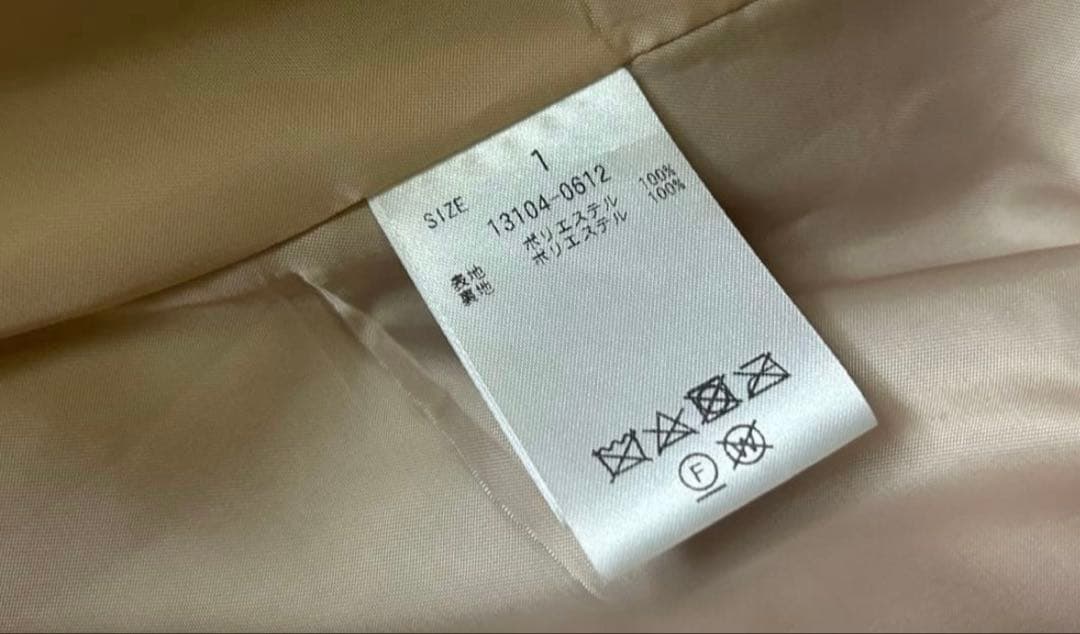 SIZE 1
13104-0612
表地 ポリエステル 100%
裏地 ポリエステル 100%
F W